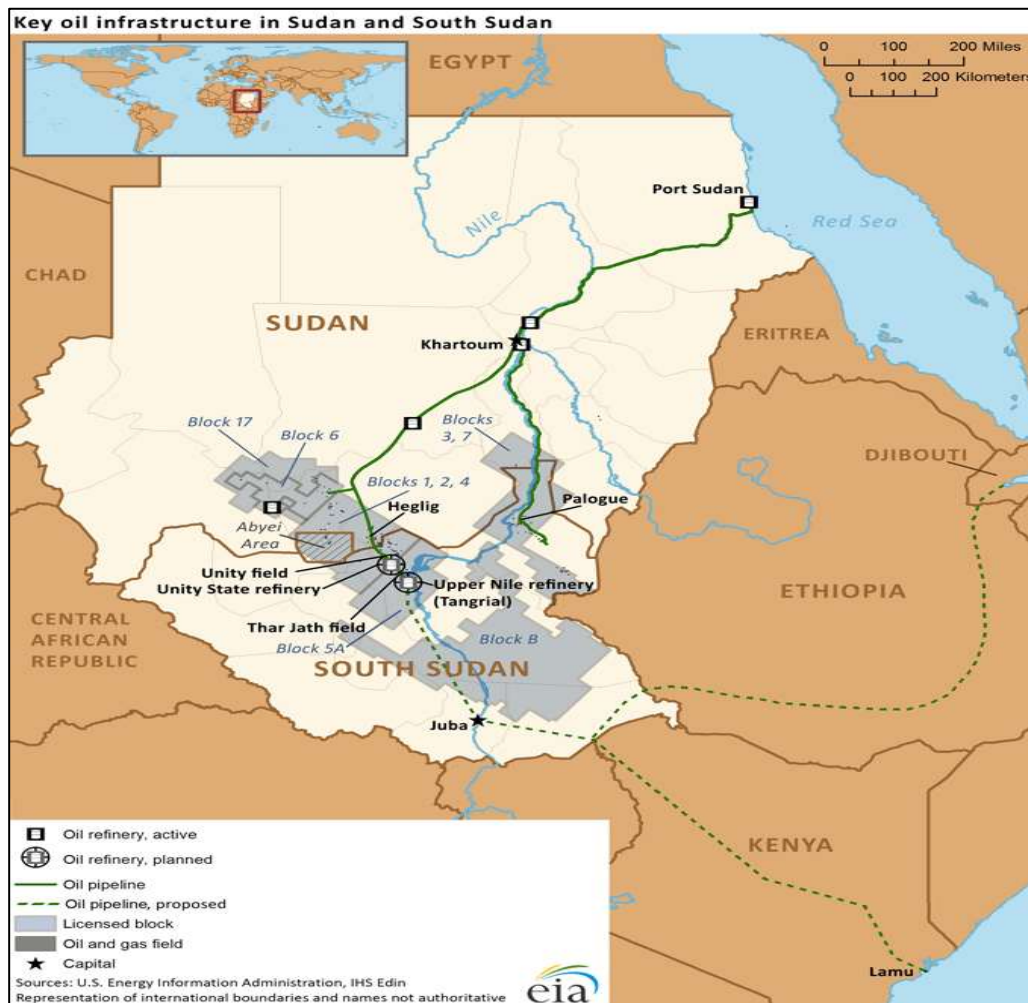 Key oil infrastructure in Sudan and South Sudan
0 100 200 Miles
0 100 200 Kilometers
EGYPT
Port Sudan
Nile
Red Sea
CHAD
SUDAN
Khartoum
ERITREA
Block 17
Block 6
Blocks
3, 7
DJIBOUTI
Blocks 1, 2, 4
Heglig
Palogue
Abyei
Area
Unity field
Unity State refinery
Upper Nile refinery
(Tangrial)
ETHIOPIA
CENTRAL
AFRICAN
REPUBLIC
Thar Jath field
Block 5A
Block B
SOUTH SUDAN
Juba
KENYA
Lamu
Oil refinery, active
Oil refinery, planned
Oil pipeline
Oil pipeline, proposed
Licensed block
Oil and gas field
Capital
Sources: U.S. Energy Information Administration, IHS Edin
Representation of international boundaries and names not authoritative
eia